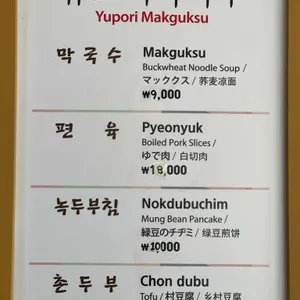 Yupori Makguksu
막국수 Makguksu
Buckwheat Noodle Soup /
マッククス / 荞麦凉面
₩9,000
편육 Pyeonyuk
Boiled Pork Slices /
ゆで肉 / 白切肉
₩18,000
녹두부침 Nokdubuchim
Mung Bean Pancake /
緑豆のチヂミ / 绿豆煎饼
₩10000
촌두부 Chon dubu
Tofu / 村豆腐 / 乡村豆腐